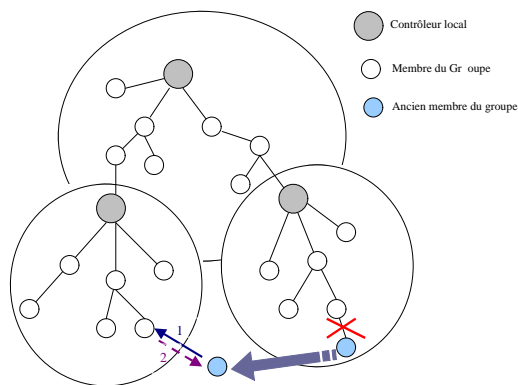 Contrôleur local
Membre du Gr oupe
Ancien membre du groupe
1
2